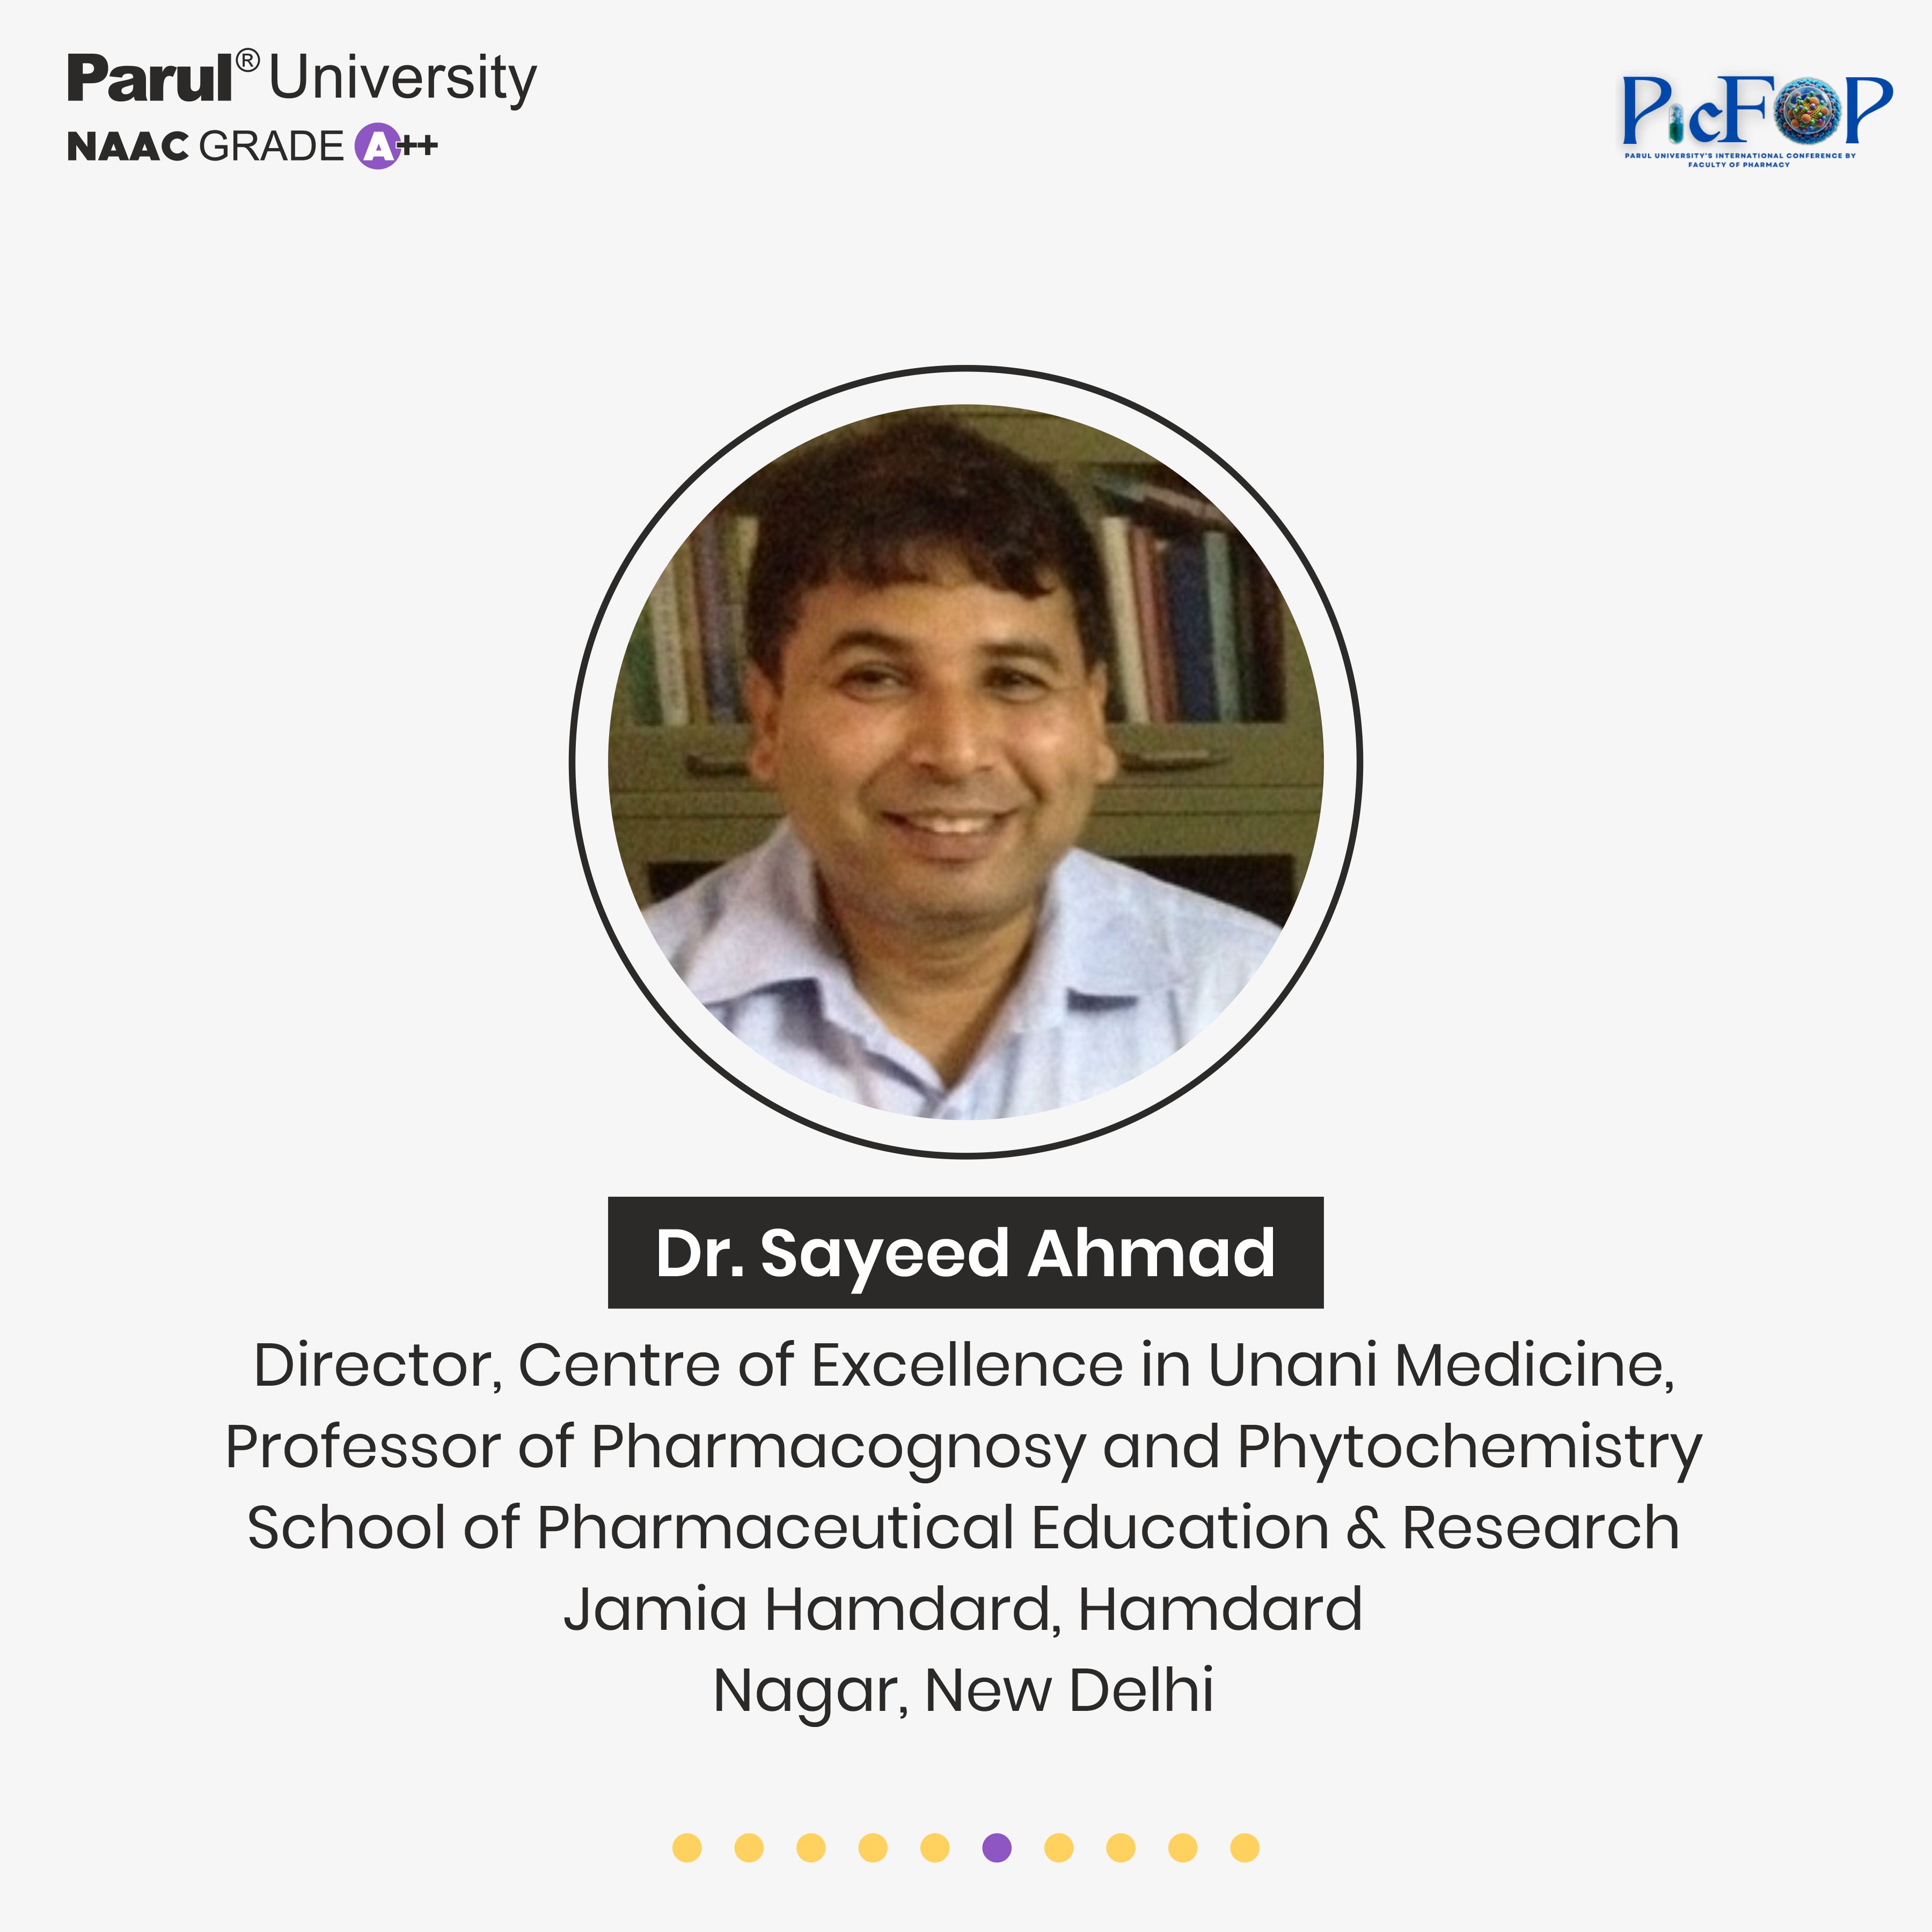 Parul® University
NAAC GRADE A++
PicFOP
PARUL UNIVERSITY'S INTERNATIONAL CONFERENCE BY
FACULTY OF PHARMACY
Dr. Sayeed Ahmad
Director, Centre of Excellence in Unani Medicine,
Professor of Pharmacognosy and Phytochemistry
School of Pharmaceutical Education & Research
Jamia Hamdard, Hamdard
Nagar, New Delhi